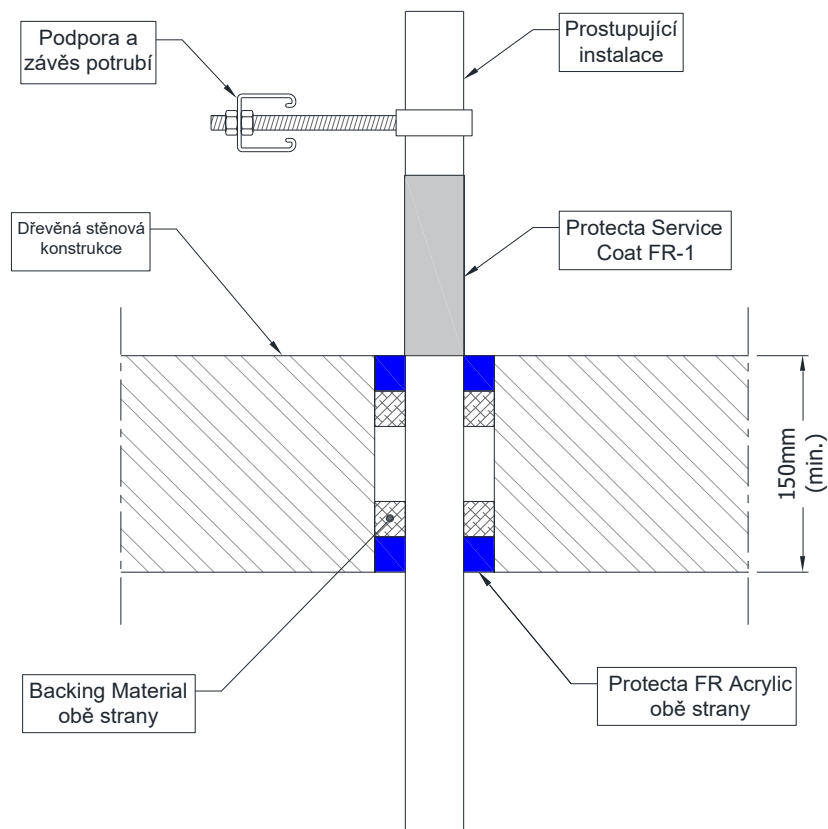 Podpora a
závěs potrubí
Prostupující
instalace
Dřevěná stěnová
konstrukce
Protecta Service
Coat FR-1
150mm
(min.)
Backing Material
obě strany
Protecta FR Acrylic
obě strany